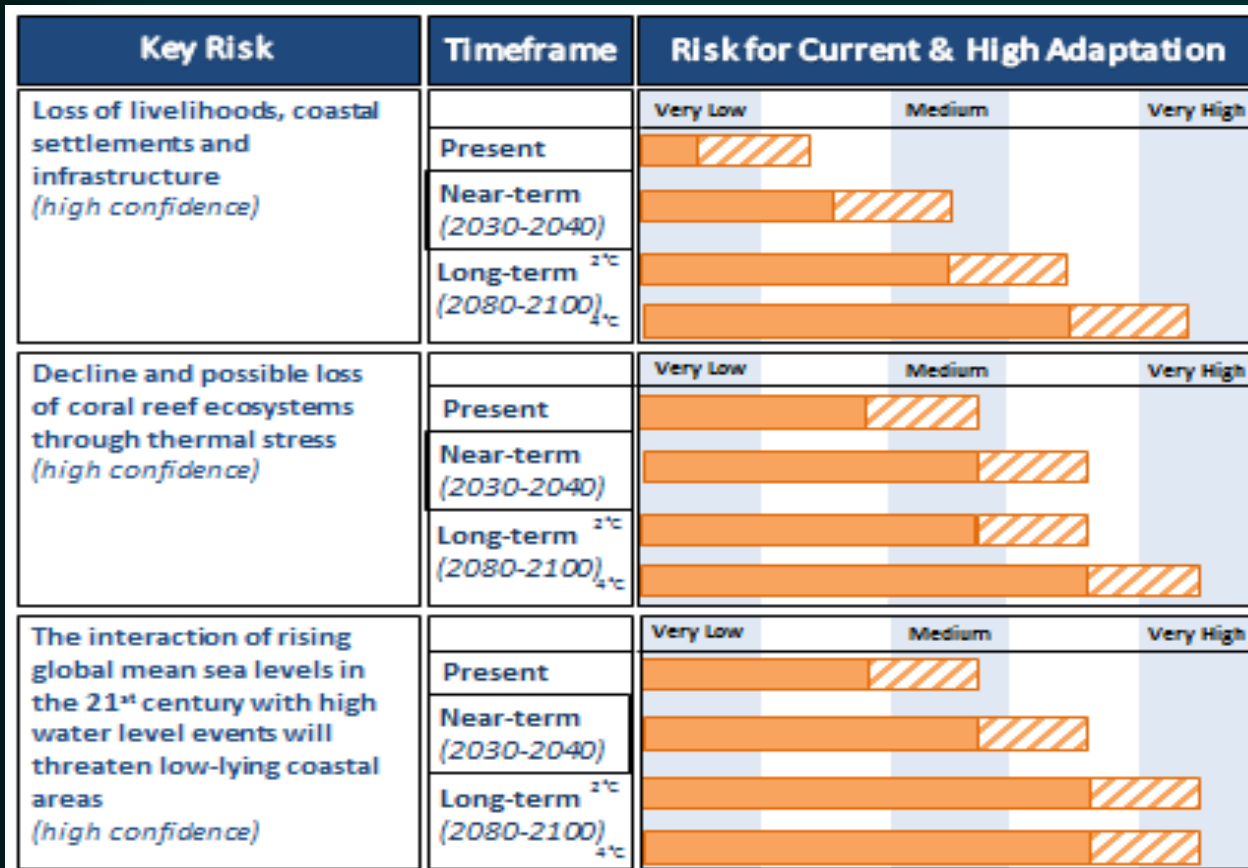 Key Risk
Timeframe
Risk for Current & High Adaptation
Loss of livelihoods, coastal
settlements and
infrastructure
(high confidence)
Very Low
Medium
Very High
Present
Near-term
(2030-2040)
Long-term 2°C
(2080-2100) 4°C
Decline and possible loss
of coral reef ecosystems
through thermal stress
(high confidence)
Very Low
Medium
Very High
Present
Near-term
(2030-2040)
Long-term 2°C
(2080-2100) 4°C
The interaction of rising
global mean sea levels in
the 21st century with high
water level events will
threaten low-lying coastal
areas
(high confidence)
Very Low
Medium
Very High
Present
Near-term
(2030-2040)
Long-term 2°C
(2080-2100) 4°C